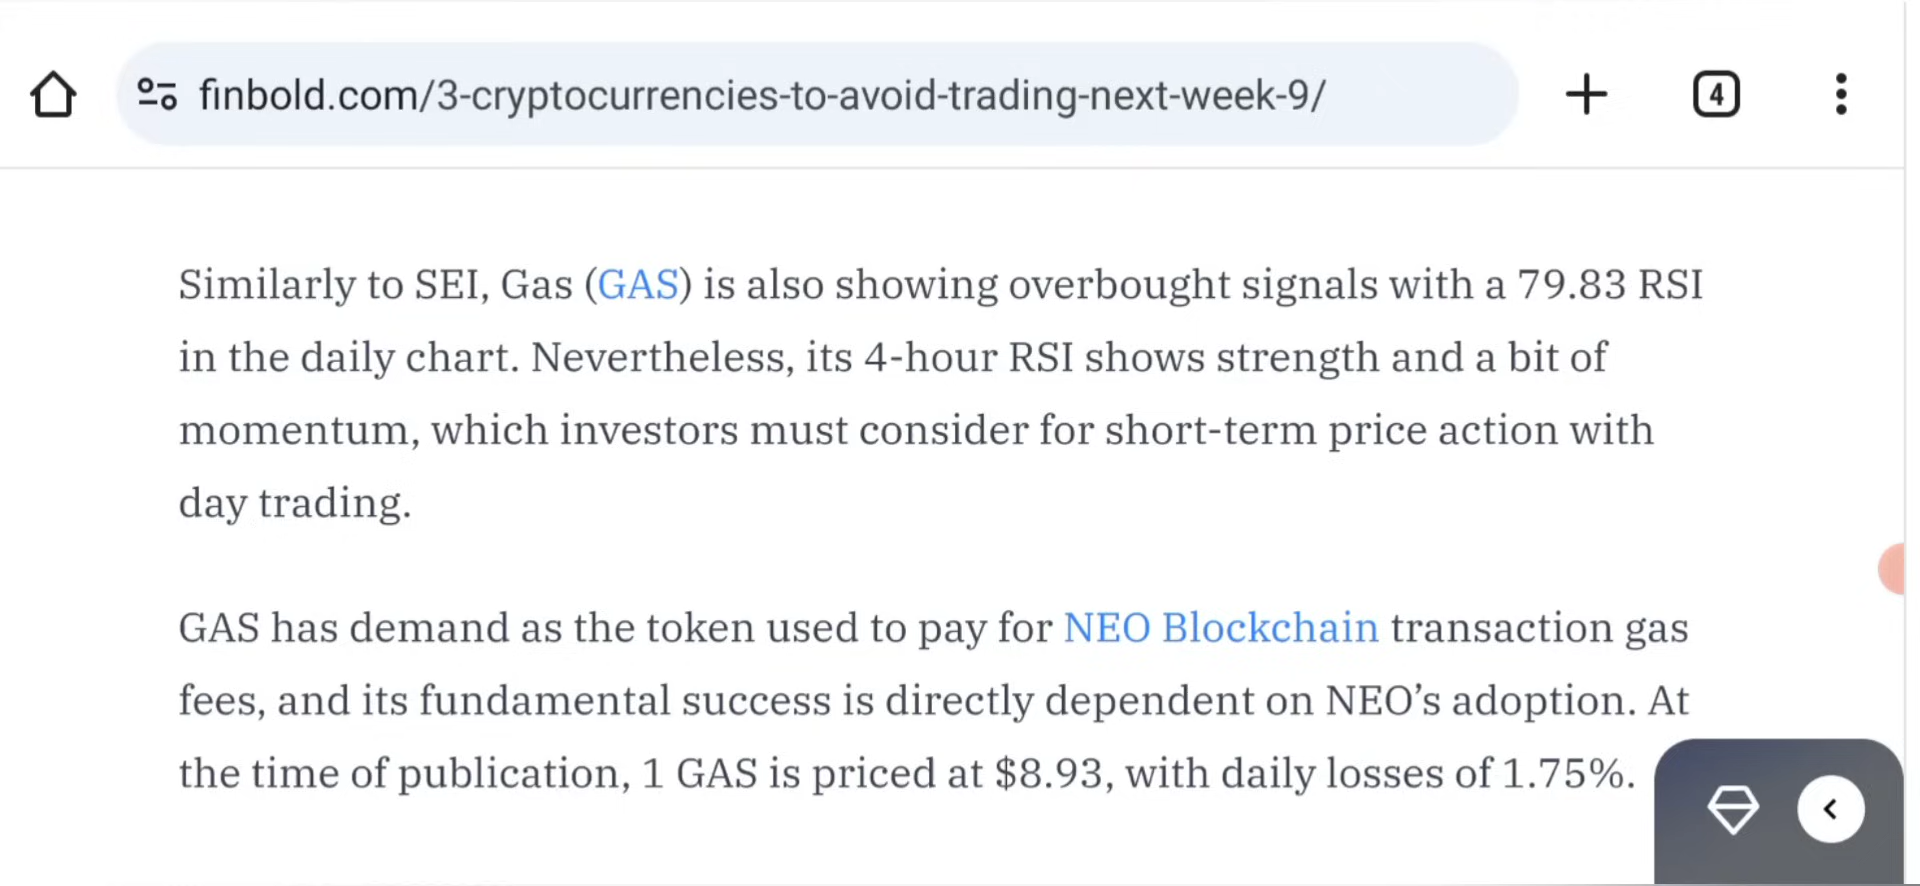 finbold.com/3-cryptocurrencies-to-avoid-trading-next-week-9/
4
Similarly to SEI, Gas (GAS) is also showing overbought signals with a 79.83 RSI
in the daily chart. Nevertheless, its 4-hour RSI shows strength and a bit of
momentum, which investors must consider for short-term price action with
day trading.
GAS has demand as the token used to pay for NEO Blockchain transaction gas
fees, and its fundamental success is directly dependent on NEO’s adoption. At
the time of publication, 1 GAS is priced at $8.93, with daily losses of 1.75%.